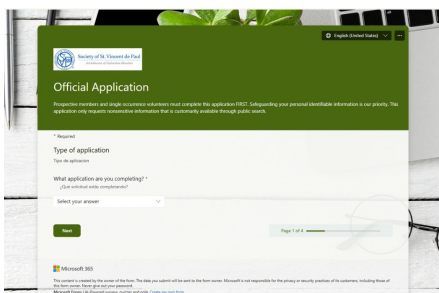 English (United States)
Society of St. Vincent de Paul
Official Application
Prospective members and single occurrence volunteers must complete this application FIRST. Safeguarding your personal identifiable information is our priority. This
application only requests nonsensitive information that is customarily available through public search.
* Required
Type of application
Tipo de aplicacion
What application are you completing? *
¿Qué solicitud estás completando?
Select your answer
Next
Page 1 of 4
Microsoft 365
This content is created by the owner of the form. The data you submit will be sent to the form owner. Microsoft is not responsible for the privacy or security practices of its customers, including those of
this form owner. Never give out your password.